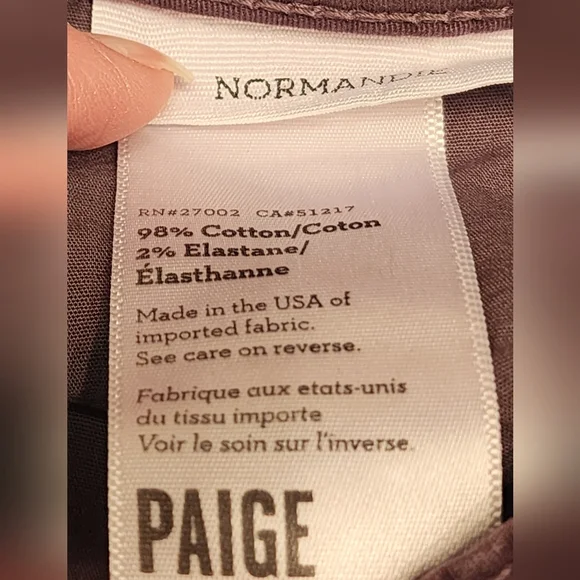 NORMANDIE
RN#27002 CA#51217
98% Cotton/Coton
2% Elastane/
Élasthanne
Made in the USA of
imported fabric.
See care on reverse.
Fabrique aux etats-unis
du tissu importe
Voir le soin sur l'inverse.
PAIGE